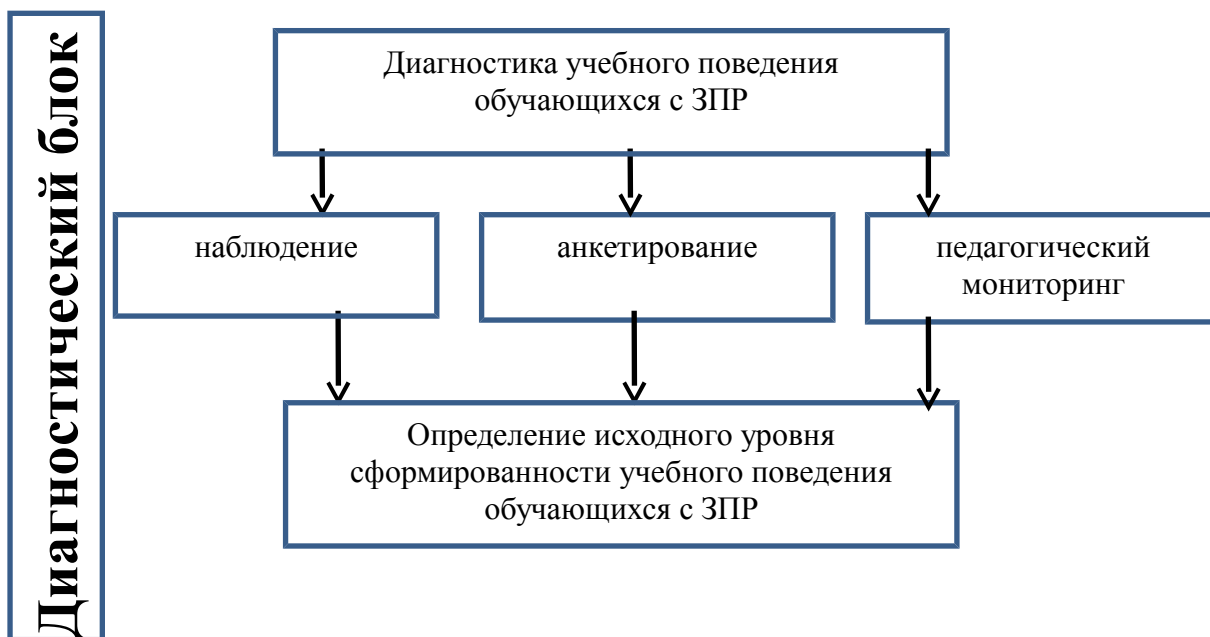 Диагностический блок
Диагностика учебного поведения
обучающихся с ЗПР
наблюдение
анкетирование
педагогический
мониторинг
Определение исходного уровня
сформированности учебного поведения
обучающихся с ЗПР